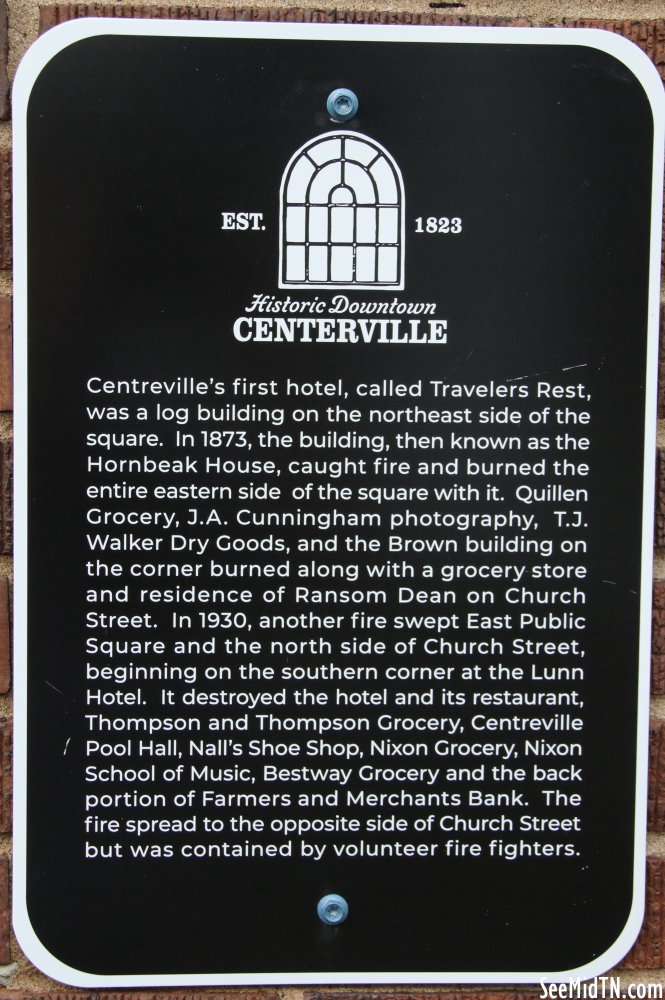 EST. 1823
Historic Downtown
CENTERVILLE
Centreville's first hotel, called Travelers Rest,
was a log building on the northeast side of the
square. In 1873, the building, then known as the
Hornbeak House, caught fire and burned the
entire eastern side of the square with it. Quillen
Grocery, J.A. Cunningham photography, T.J.
Walker Dry Goods, and the Brown building on
the corner burned along with a grocery store
and residence of Ransom Dean on Church
Street. In 1930, another fire swept East Public
Square and the north side of Church Street,
beginning on the southern corner at the Lunn
Hotel. It destroyed the hotel and its restaurant,
Thompson and Thompson Grocery, Centreville
Pool Hall, Nall's Shoe Shop, Nixon Grocery, Nixon
School of Music, Bestway Grocery and the back
portion of Farmers and Merchants Bank. The
fire spread to the opposite side of Church Street
but was contained by volunteer fire fighters.
SeeMidTN.com